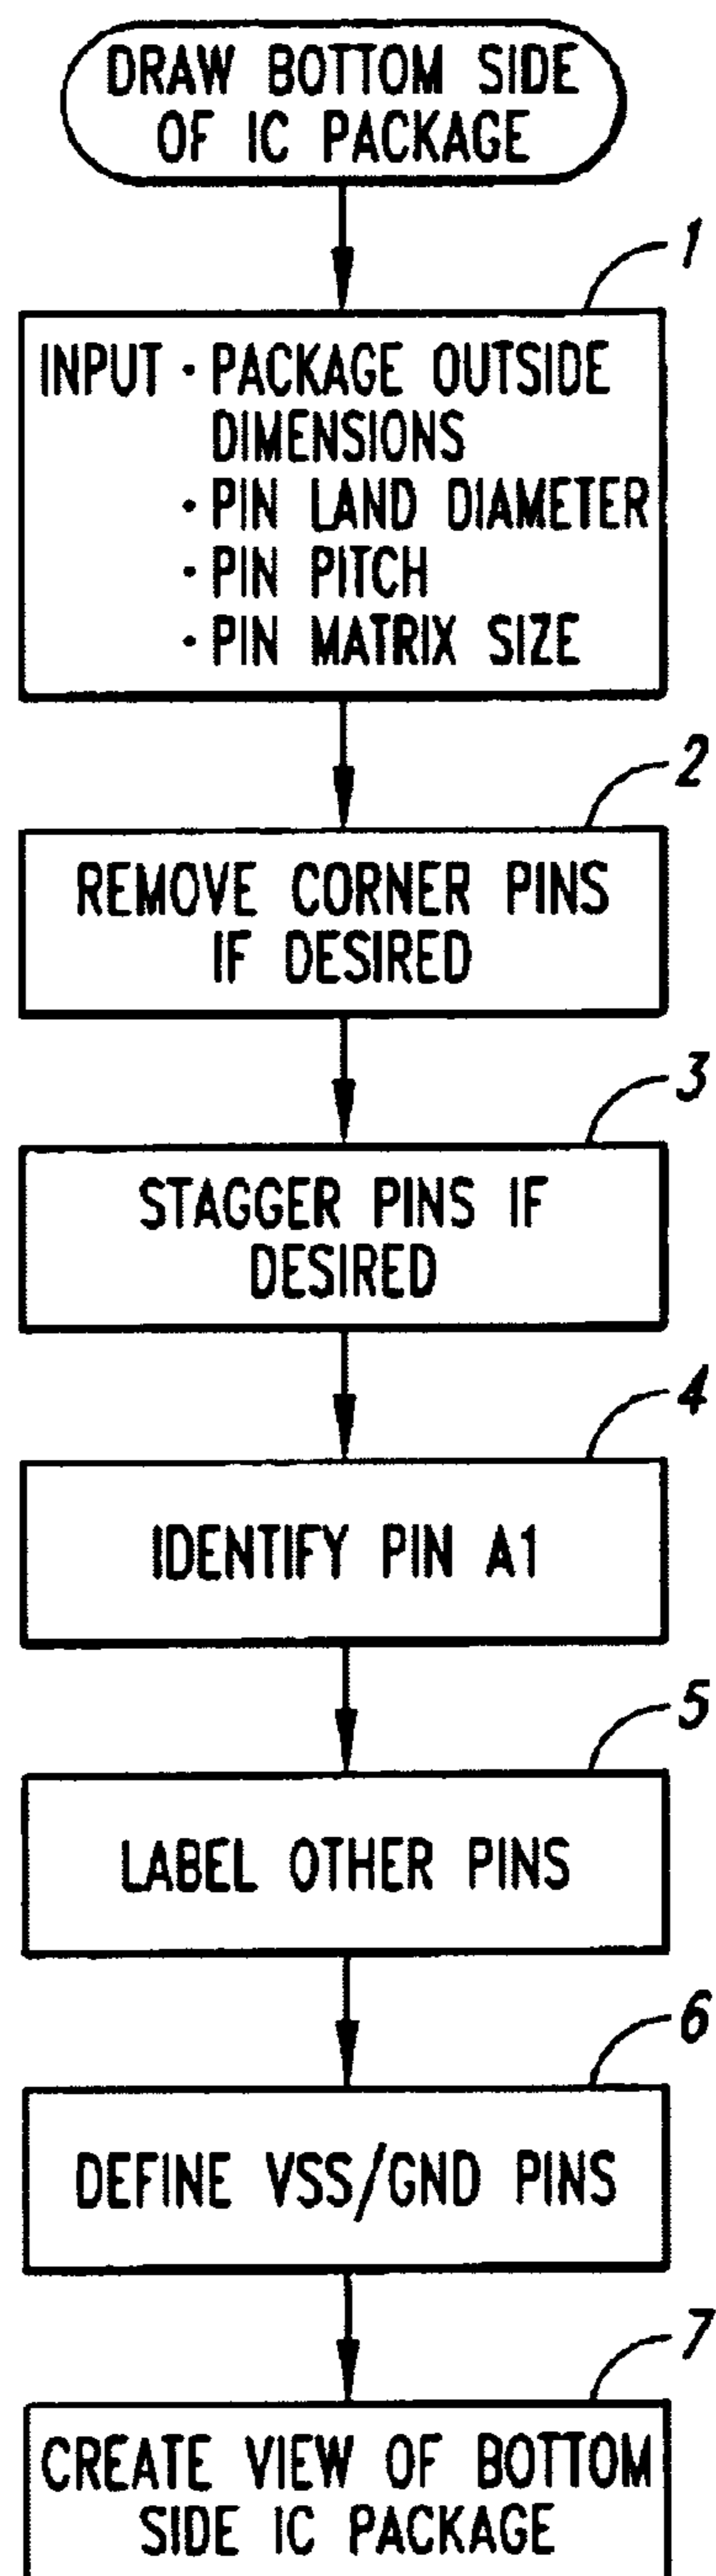 DRAW BOTTOM SIDE
OF IC PACKAGE
1
INPUT · PACKAGE OUTSIDE
DIMENSIONS
· PIN LAND DIAMETER
· PIN PITCH
· PIN MATRIX SIZE
2
REMOVE CORNER PINS
IF DESIRED
3
STAGGER PINS IF
DESIRED
4
IDENTIFY PIN A1
5
LABEL OTHER PINS
6
DEFINE VSS/GND PINS
7
CREATE VIEW OF BOTTOM
SIDE IC PACKAGE